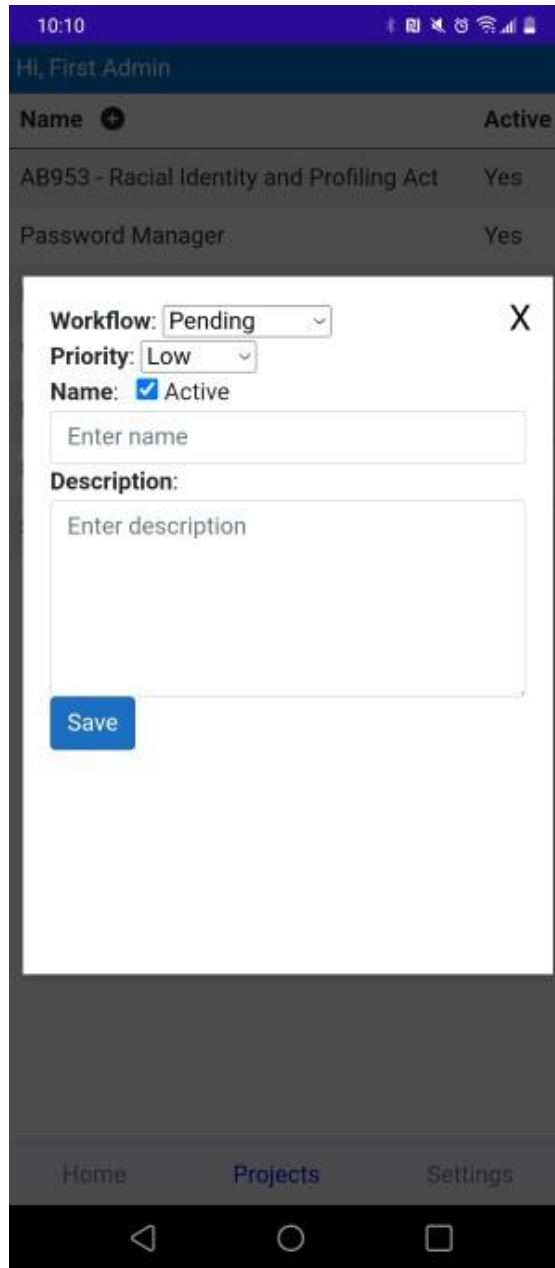 10:10
Hi, First Admin
Name Active
AB953 - Racial Identity and Profiling Act Yes
Password Manager Yes
X
Workflow: Pending
Priority: Low
Name: Active
Enter name
Description:
Enter description
Save
Home Projects Settings